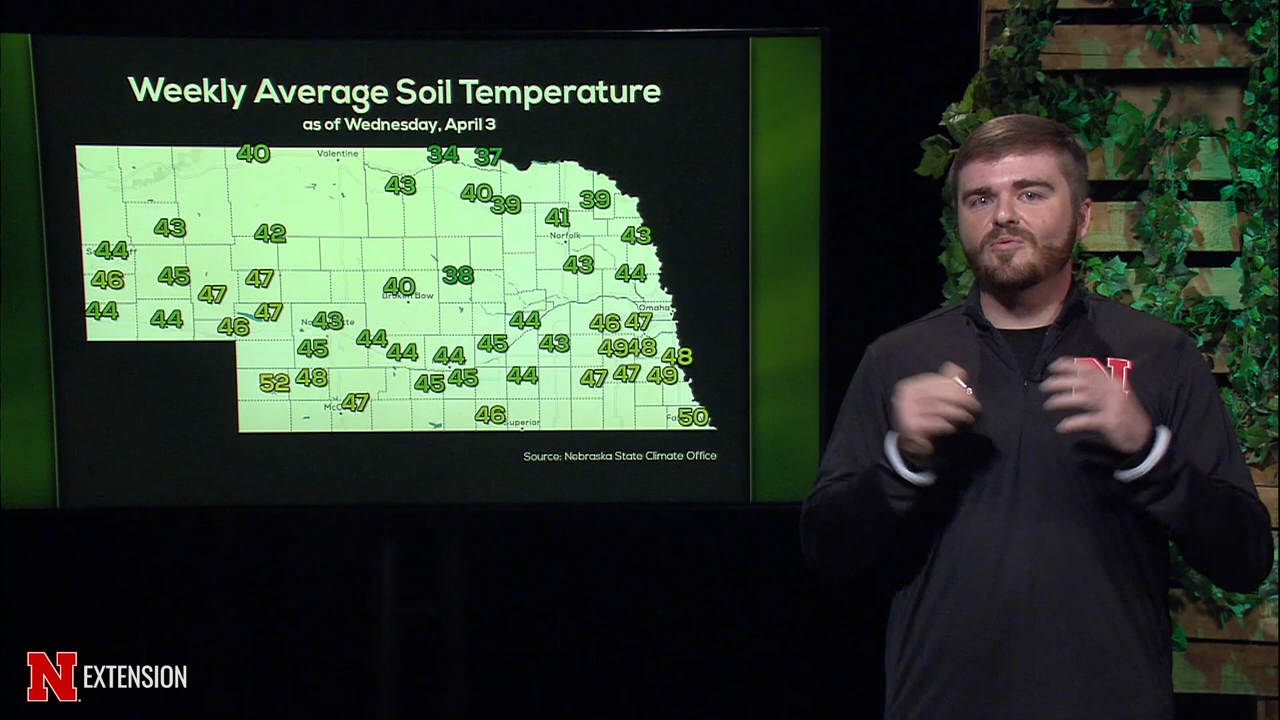 Weekly Average Soil Temperature
as of Wednesday, April 3
40 Valentine 34 37
43
40 39 39
41
43 42 Norfolk 43
44
43 44
46 45 47 38
47 40
Broken Bow
44 44 47 Omaha
46 43 44 46 47
44 45 43
45 44 44 49 48
48
52 48 45 45 44 47 47 49
47
46 Superior 50
Source: Nebraska State Climate Office
N
N EXTENSION